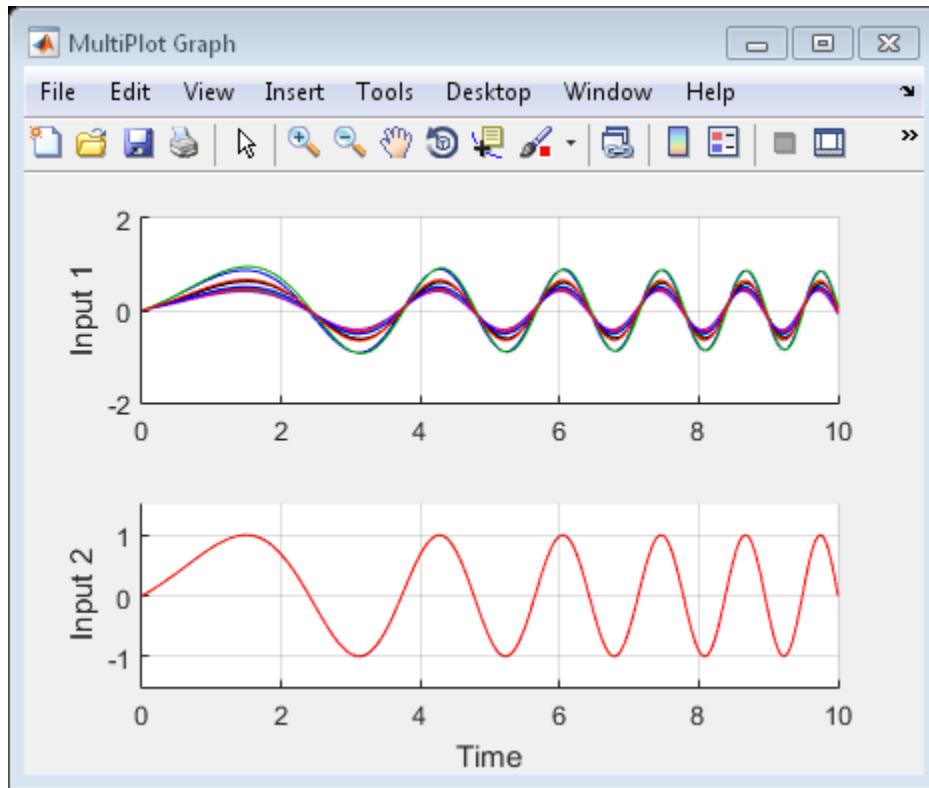 MultiPlot Graph
File Edit View Insert Tools Desktop Window Help
2
0
-2
Input 1
0 2 4 6 8 10
1
0
-1
Input 2
0 2 4 6 8 10
Time